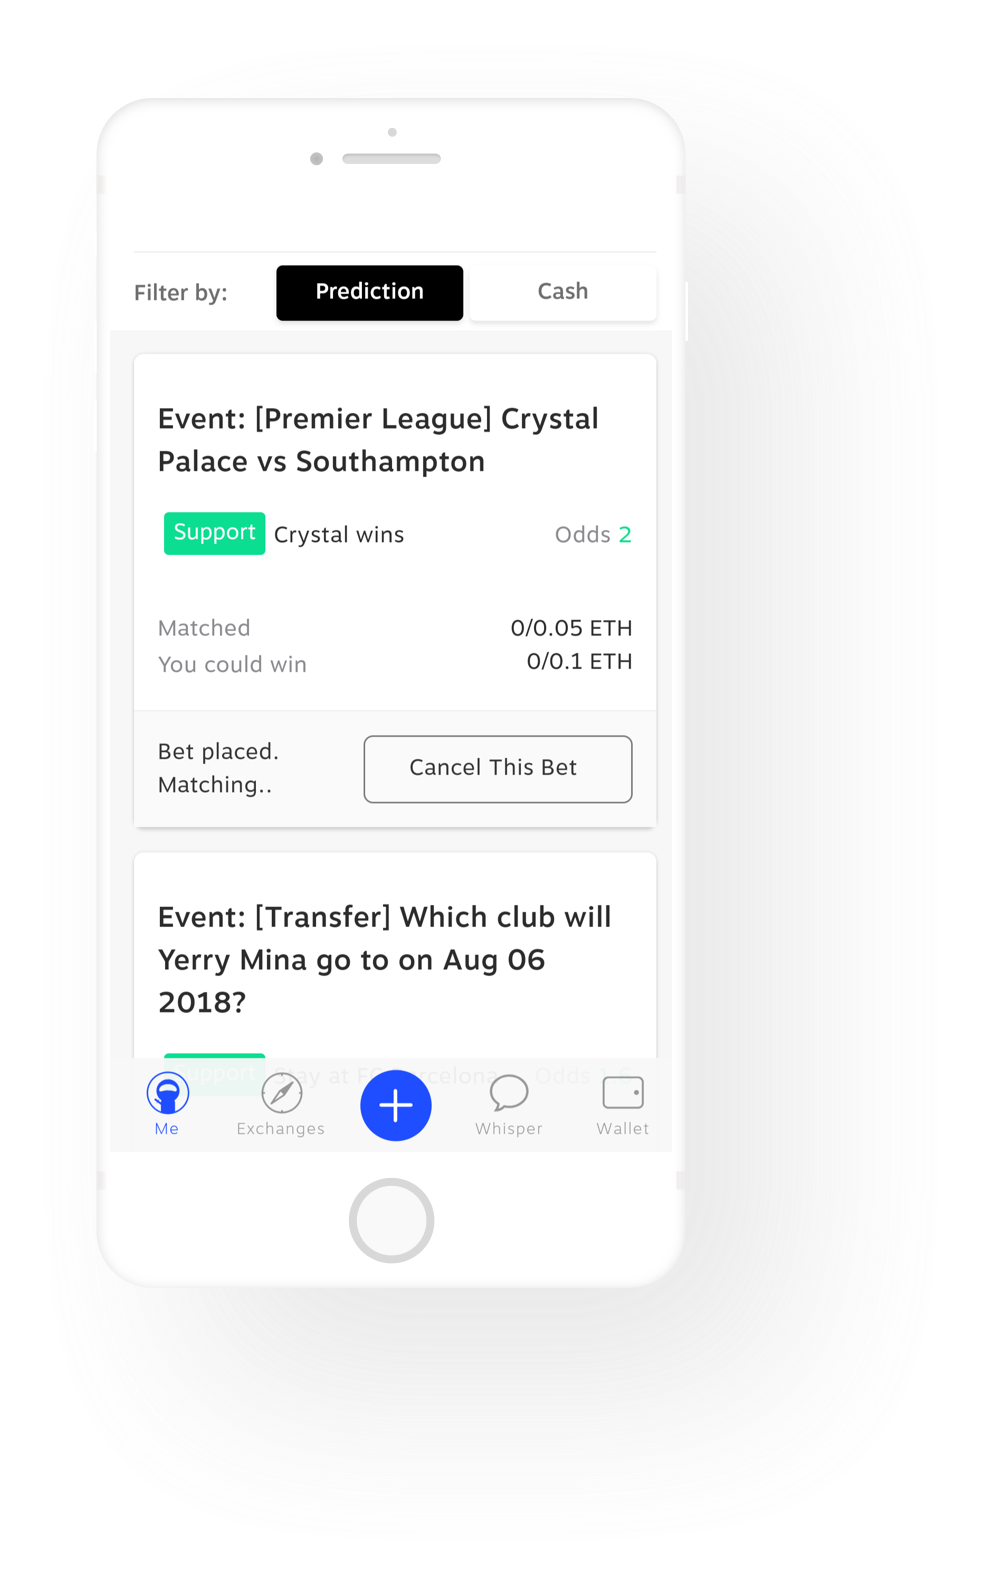 Filter by:
Prediction
Cash
Event: [Premier League] Crystal
Palace vs Southampton
Support Crystal wins Odds 2
Matched 0/0.05 ETH
You could win 0/0.1 ETH
Bet placed.
Matching..
Cancel This Bet
Event: [Transfer] Which club will
Yerry Mina go to on Aug 06
2018?
Support Stay at Odds
Me
Exchanges
Whisper
Wallet